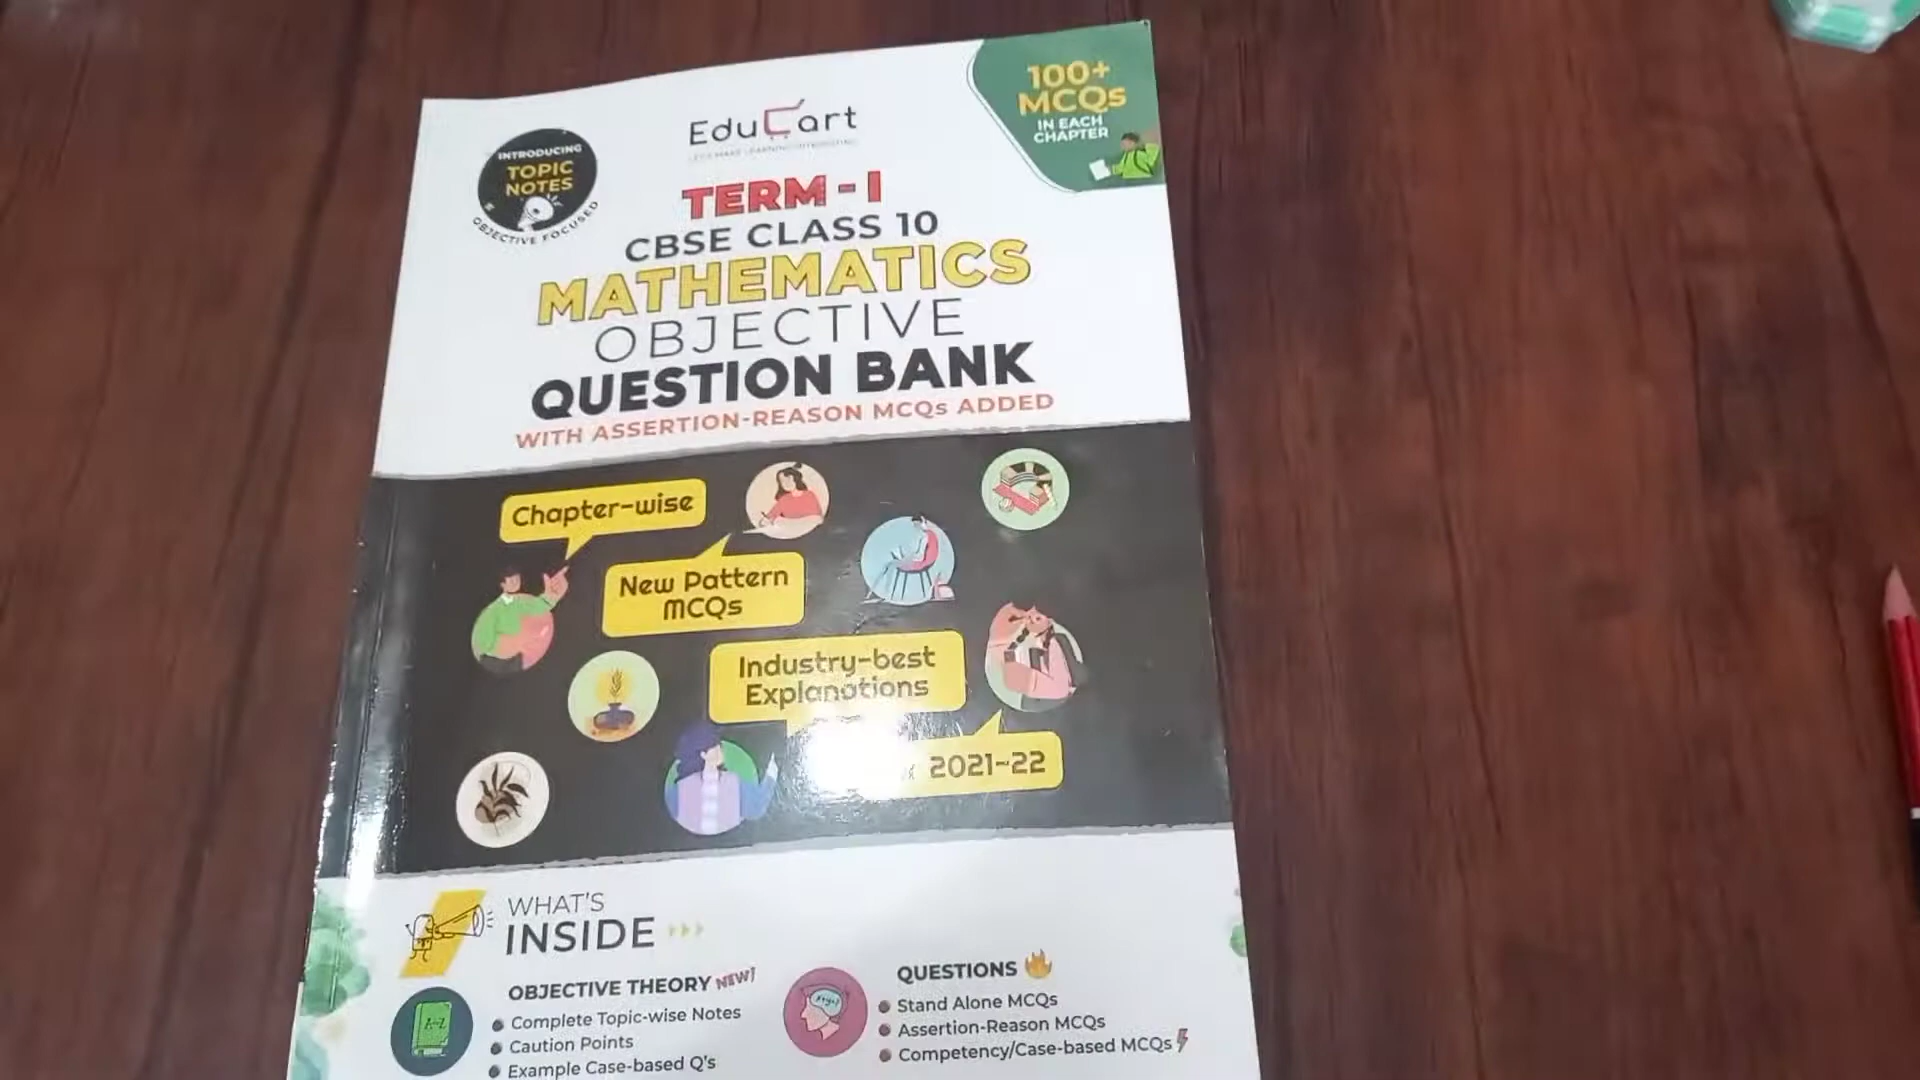 EduCart
100+
MCQs
IN EACH
CHAPTER
INTRODUCING
TOPIC
NOTES
OBJECTIVE FOCUSED
TERM - I
CBSE CLASS 10
MATHEMATICS
OBJECTIVE
QUESTION BANK
WITH ASSERTION-REASON MCQs ADDED
Chapter-wise
New Pattern
MCQs
Industry-best
Explanations
2021-22
WHAT'S
INSIDE
OBJECTIVE THEORY NEW!
Complete Topic-wise Notes
Caution Points
Example Case-based Q's
QUESTIONS
Stand Alone MCQs
Assertion-Reason MCQs
Competency/Case-based MCQs